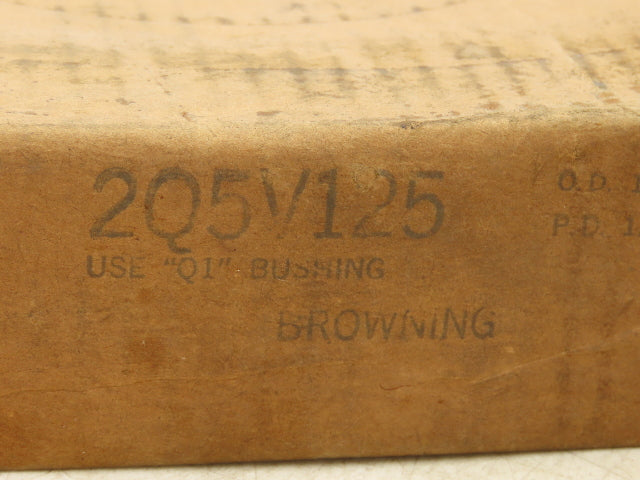 2Q5V125
O.D.
P.D.
USE "Q1" BUSHING
BROWNING